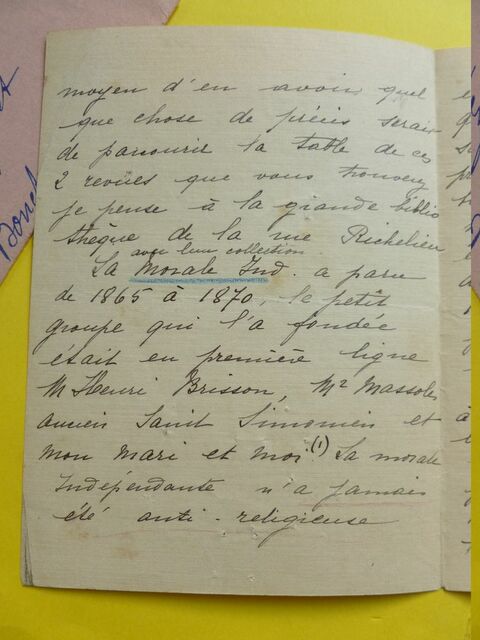 moyen d'en avoir quel
que chose de précis serait
de parcourir la table de ces
2 revues que vous trouverez
je pense à la grande biblio
thèque de la rue Richelieu
avec leur collection
La Morale Ind. a paru
de 1865 à 1870, le petit
groupe qui l'a fondée
était en première ligne
M Henri Brisson, Mr Massol
ancien Saint Simonien et
mon mari et moi (1) La morale
Indépendante n'a jamais
été anti-religieuse
Bonet